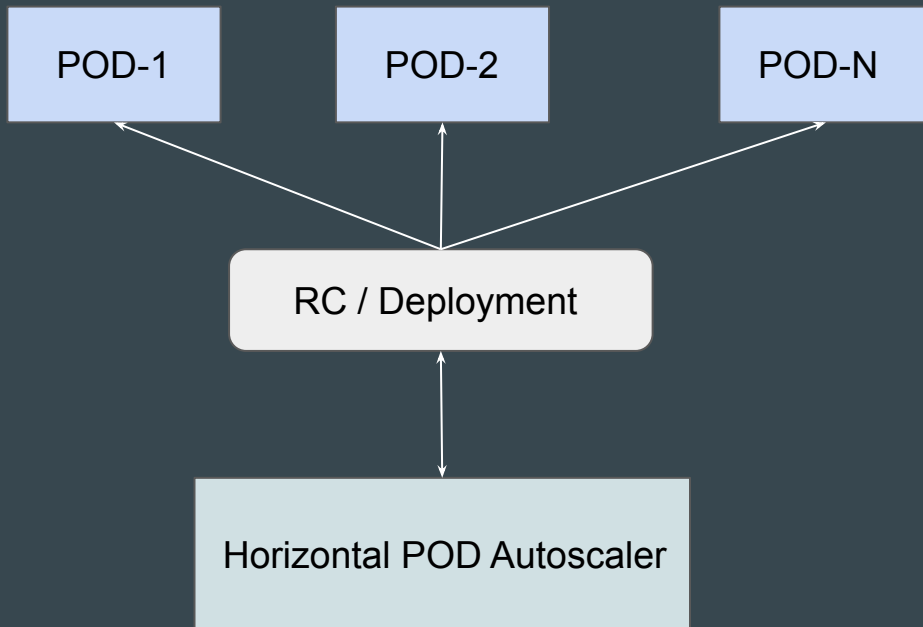 POD-1
POD-2
POD-N
RC / Deployment
Horizontal POD Autoscaler